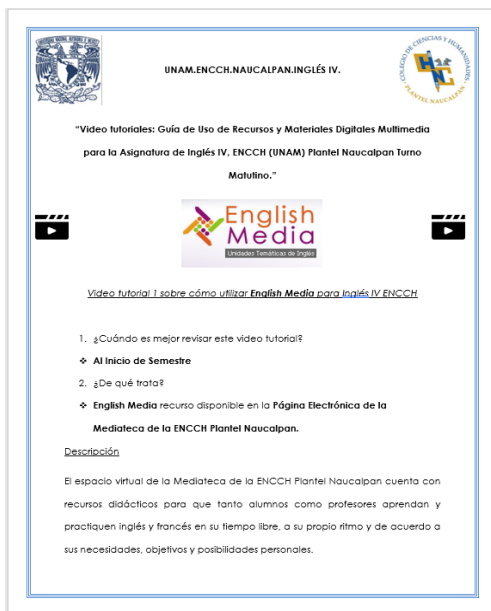 UNAM.ENCCH.NAUCALPAN.INGLÉS IV.
COLEGIO DE CIENCIAS Y HUMANIDADES
PLANTEL NAUCALPAN
“Video tutoriales: Guía de Uso de Recursos y Materiales Digitales Multimedia
para la Asignatura de Inglés IV, ENCCH (UNAM) Plantel Naucalpan Turno
Matutino.”
English
Media
Unidades Temáticas de Inglés
Video tutorial 1 sobre cómo utilizar English Media para Inglés IV ENCCH
1. ¿Cuándo es mejor revisar este video tutorial?
❖ Al Inicio de Semestre
2. ¿De qué trata?
❖ English Media recurso disponible en la Página Electrónica de la
Mediateca de la ENCCH Plantel Naucalpan.
Descripción
El espacio virtual de la Mediateca de la ENCCH Plantel Naucalpan cuenta con
recursos didácticos para que tanto alumnos como profesores aprendan y
practiquen inglés y francés en su tiempo libre, a su propio ritmo y de acuerdo a
sus necesidades, objetivos y posibilidades personales.